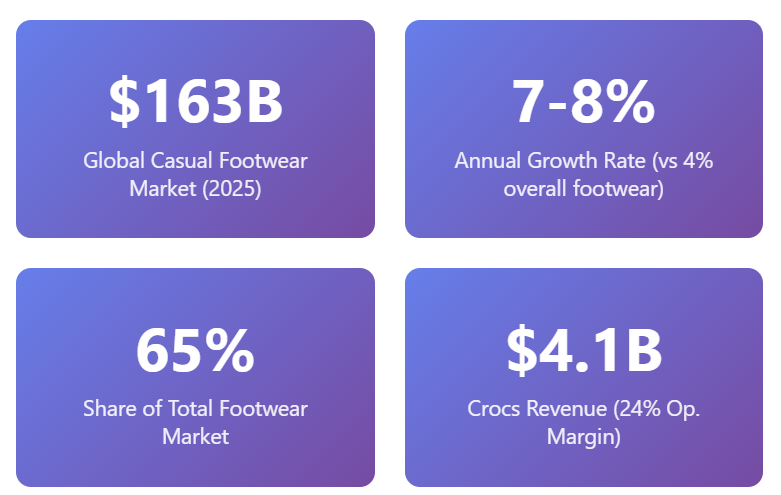 $163B
Global Casual Footwear
Market (2025)
7-8%
Annual Growth Rate (vs 4%
overall footwear)
65%
Share of Total Footwear
Market
$4.1B
Crocs Revenue (24% Op.
Margin)